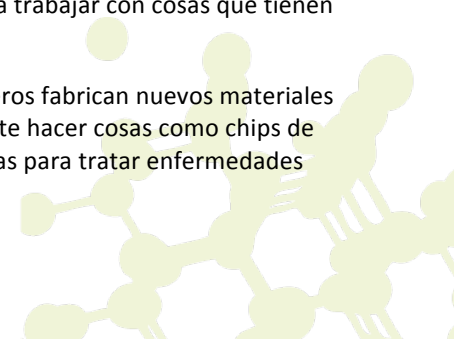 a trabajar con cosas que tienen
ros fabrican nuevos materiales
te hacer cosas como chips de
as para tratar enfermedades